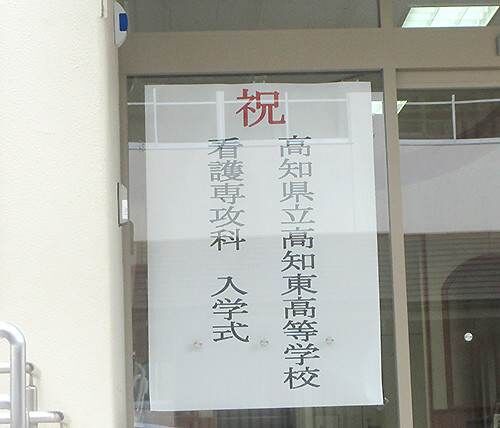 祝
高知県立高知東高等学校
看護専攻科 入学式